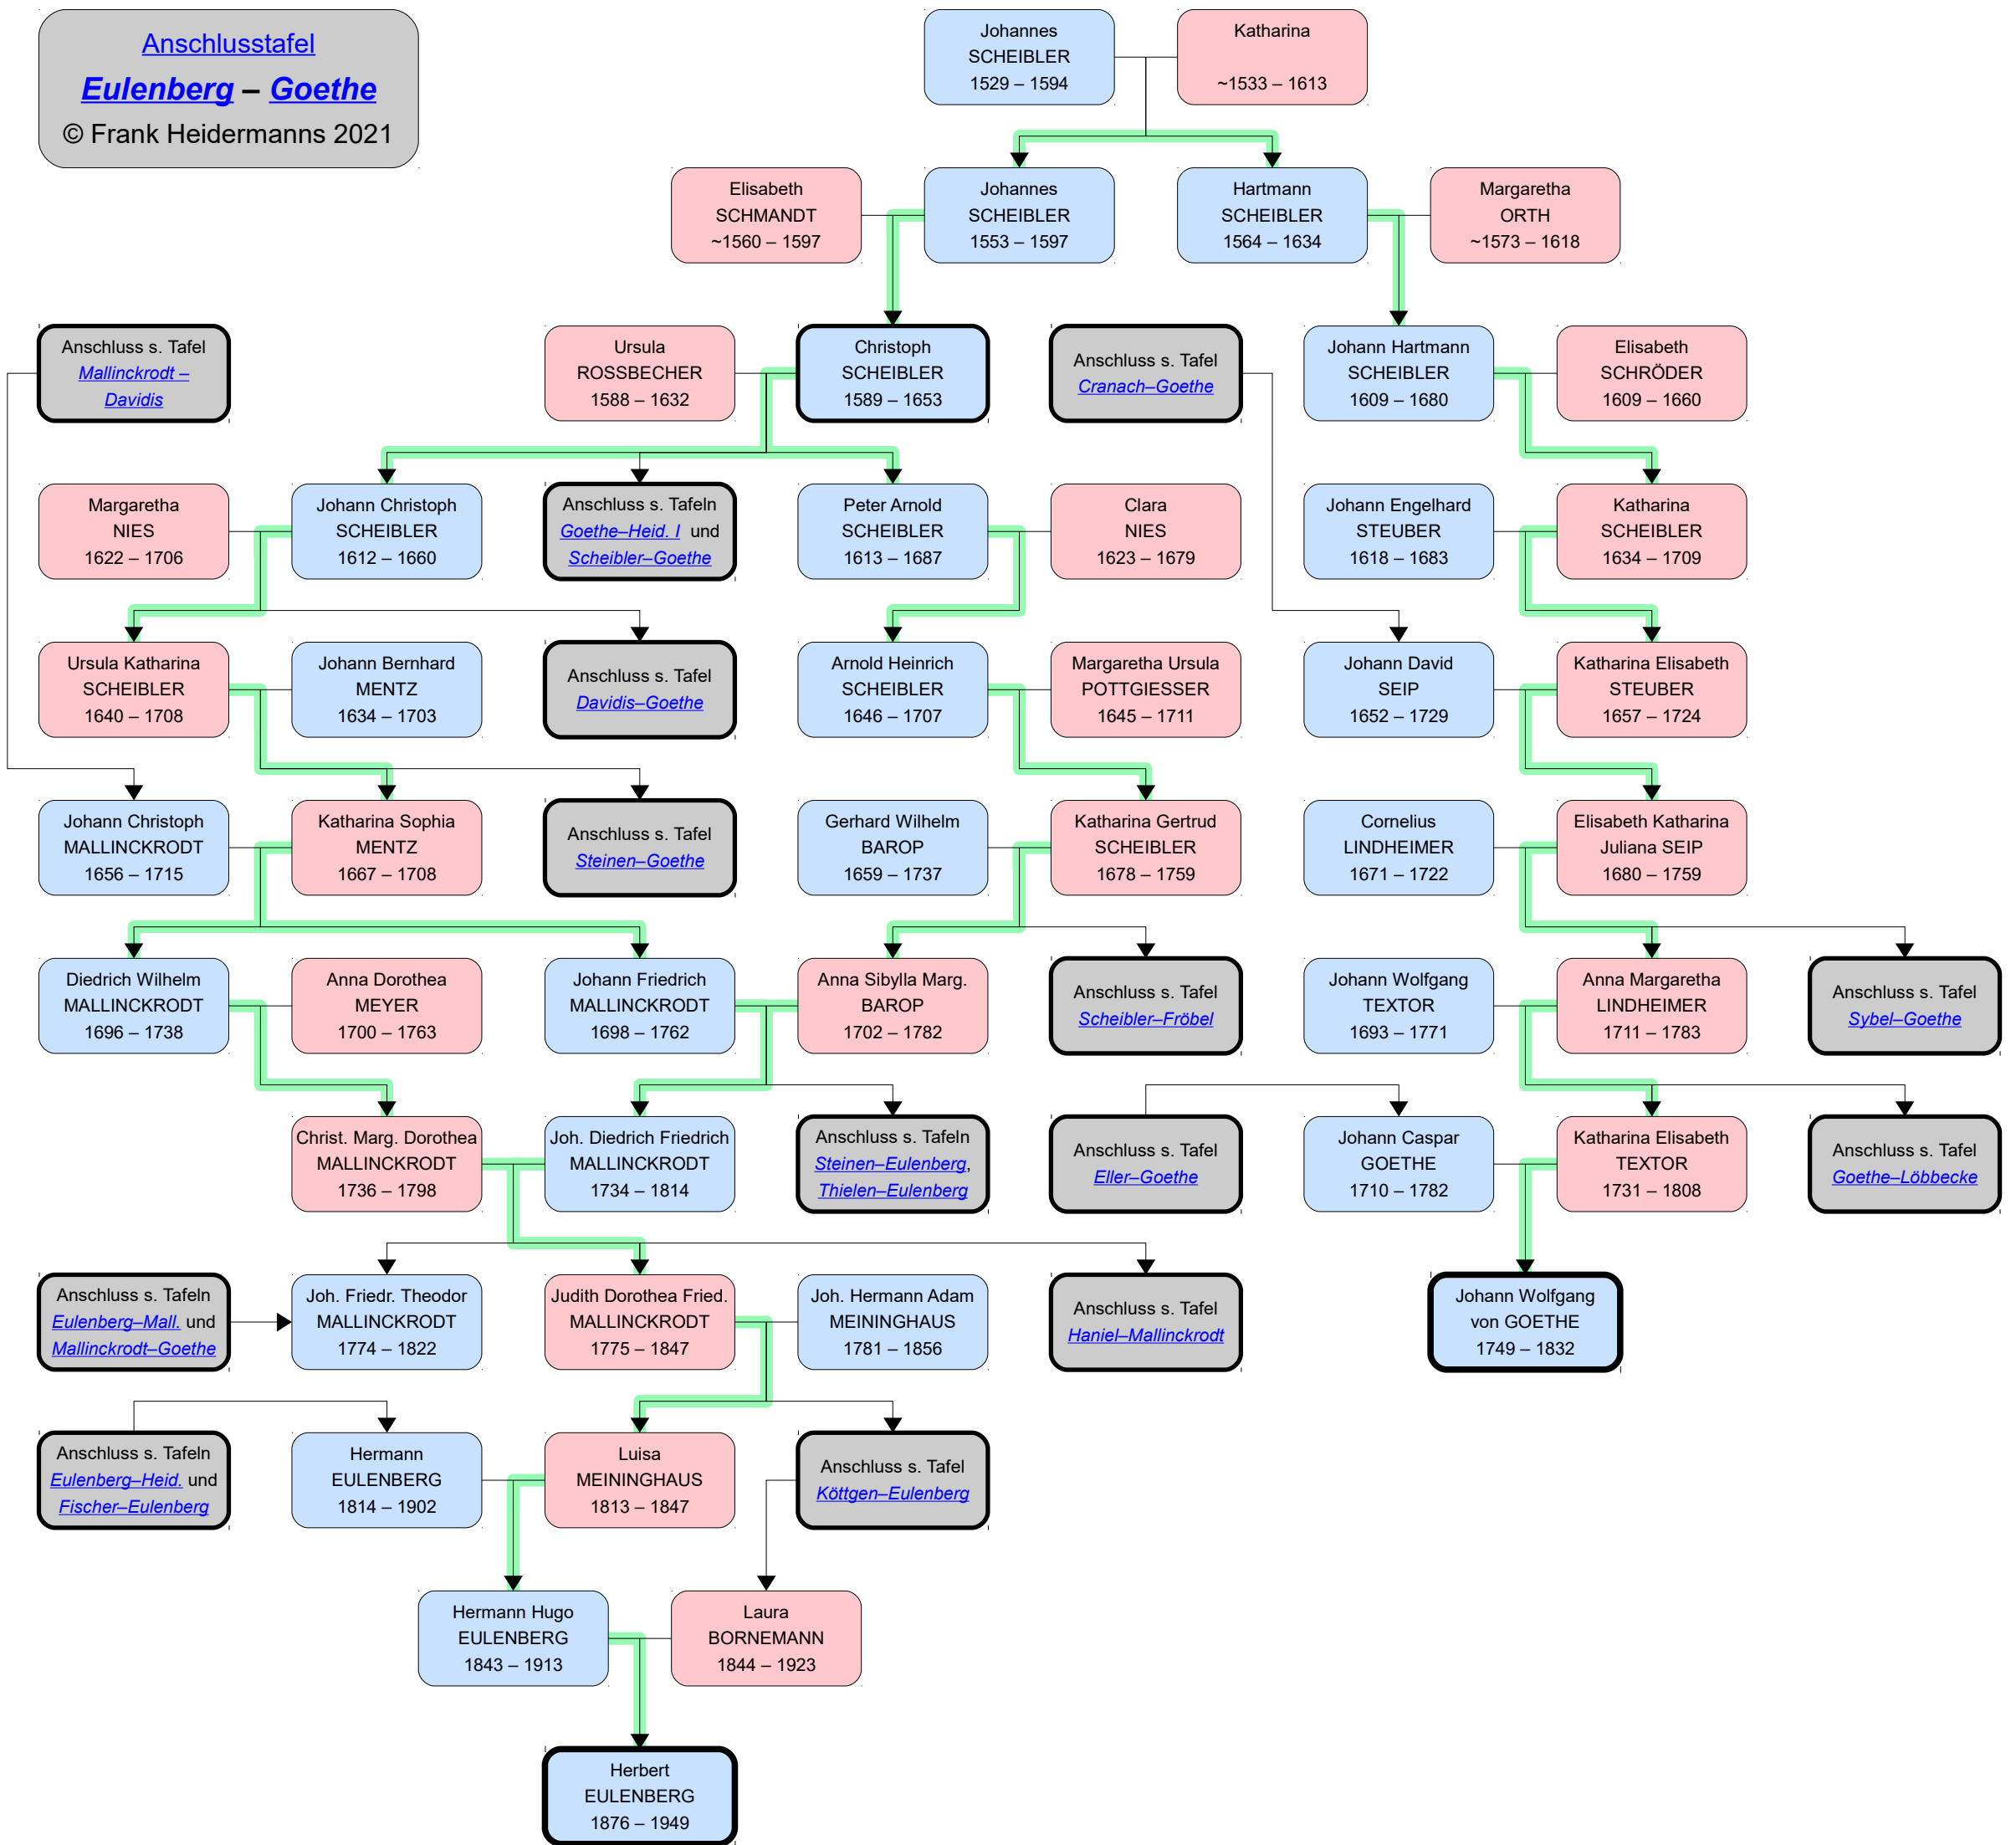 Anschlusstafel
Eulenberg – Goethe
© Frank Heidermanns 2021
Johannes
SCHEIBLER
1529 – 1594
Katharina
~1533 – 1613
Elisabeth
SCHMANDT
~1560 – 1597
Johannes
SCHEIBLER
1553 – 1597
Hartmann
SCHEIBLER
1564 – 1634
Margaretha
ORTH
~1573 – 1618
Anschluss s. Tafel
Mallinckrodt –
Davidis
Ursula
ROSSBECHER
1588 – 1632
Christoph
SCHEIBLER
1589 – 1653
Anschluss s. Tafel
Cranach–Goethe
Johann Hartmann
SCHEIBLER
1609 – 1680
Elisabeth
SCHRÖDER
1609 – 1660
Margaretha
NIES
1622 – 1706
Johann Christoph
SCHEIBLER
1612 – 1660
Anschluss s. Tafeln
Goethe–Heid. I und
Scheibler–Goethe
Peter Arnold
SCHEIBLER
1613 – 1687
Clara
NIES
1623 – 1679
Johann Engelhard
STEUBER
1618 – 1683
Katharina
SCHEIBLER
1634 – 1709
Ursula Katharina
SCHEIBLER
1640 – 1708
Johann Bernhard
MENTZ
1634 – 1703
Anschluss s. Tafel
Davidis–Goethe
Arnold Heinrich
SCHEIBLER
1646 – 1707
Margaretha Ursula
POTTGIESSER
1645 – 1711
Johann David
SEIP
1652 – 1729
Katharina Elisabeth
STEUBER
1657 – 1724
Johann Christoph
MALLINCKRODT
1656 – 1715
Katharina Sophia
MENTZ
1667 – 1708
Anschluss s. Tafel
Steinen–Goethe
Gerhard Wilhelm
BAROP
1659 – 1737
Katharina Gertrud
SCHEIBLER
1678 – 1759
Cornelius
LINDHEIMER
1671 – 1722
Elisabeth Katharina
Juliana SEIP
1680 – 1759
Diedrich Wilhelm
MALLINCKRODT
1696 – 1738
Anna Dorothea
MEYER
1700 – 1763
Johann Friedrich
MALLINCKRODT
1698 – 1762
Anna Sibylla Marg.
BAROP
1702 – 1782
Anschluss s. Tafel
Scheibler–Fröbel
Johann Wolfgang
TEXTOR
1693 – 1771
Anna Margaretha
LINDHEIMER
1711 – 1783
Anschluss s. Tafel
Sybel–Goethe
Christ. Marg. Dorothea
MALLINCKRODT
1736 – 1798
Joh. Diedrich Friedrich
MALLINCKRODT
1734 – 1814
Anschluss s. Tafeln
Steinen–Eulenberg,
Thielen–Eulenberg
Anschluss s. Tafel
Eller–Goethe
Johann Caspar
GOETHE
1710 – 1782
Katharina Elisabeth
TEXTOR
1731 – 1808
Anschluss s. Tafel
Goethe–Löbbecke
Anschluss s. Tafeln
Eulenberg–Mall. und
Mallinckrodt–Goethe
Joh. Friedr. Theodor
MALLINCKRODT
1774 – 1822
Judith Dorothea Fried.
MALLINCKRODT
1775 – 1847
Joh. Hermann Adam
MEININGHAUS
1781 – 1856
Anschluss s. Tafel
Haniel–Mallinckrodt
Johann Wolfgang
von GOETHE
1749 – 1832
Anschluss s. Tafeln
Eulenberg–Heid. und
Fischer–Eulenberg
Hermann
EULENBERG
1814 – 1902
Luisa
MEININGHAUS
1813 – 1847
Anschluss s. Tafel
Köttgen–Eulenberg
Hermann Hugo
EULENBERG
1843 – 1913
Laura
BORNEMANN
1844 – 1923
Herbert
EULENBERG
1876 – 1949